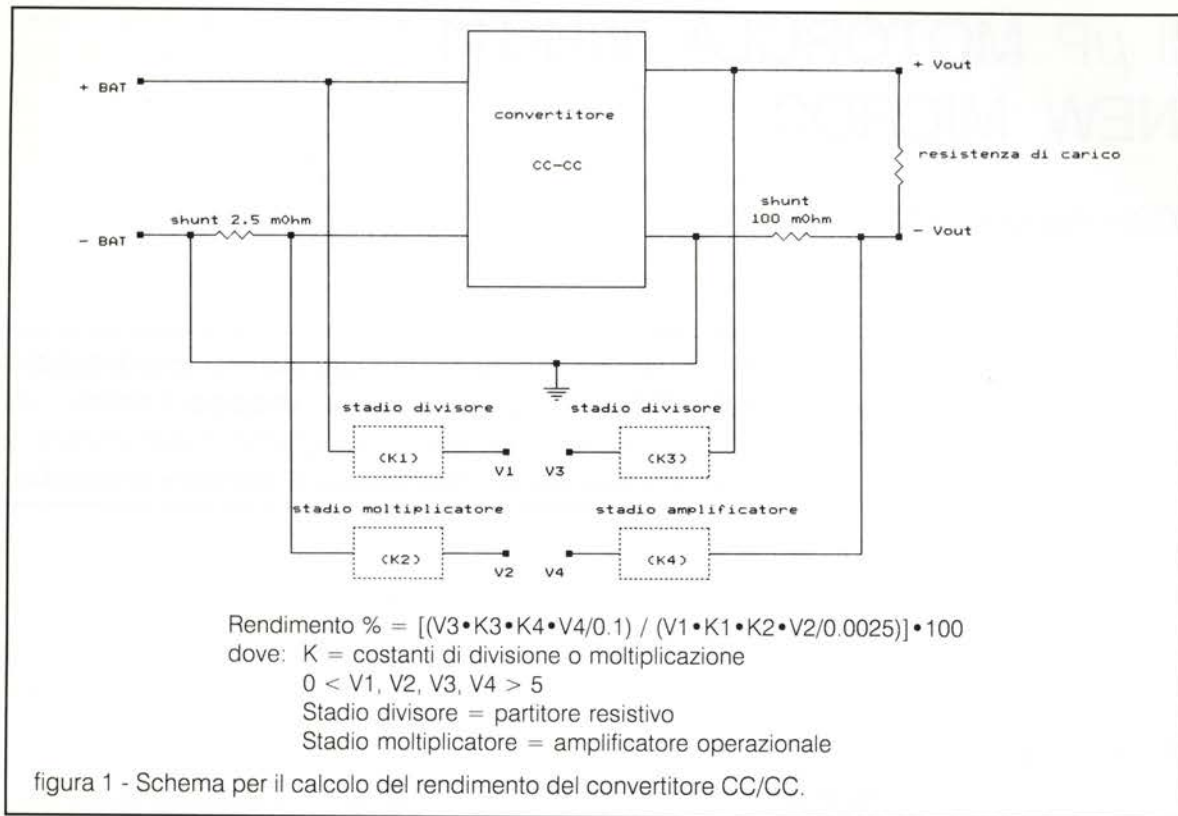 + BAT
convertitore
CC-CC
+ Vout
resistenza di carico
shunt 2.5 mOhm
shunt
100 mOhm
- BAT
- Vout
stadio divisore
stadio divisore
(K1)
V1
V3
(K3)
stadio moltiplicatore
stadio amplificatore
(K2)
V2
V4
(K4)
Rendimento % = [(V3•K3•K4•V4/0.1) / (V1•K1•K2•V2/0.0025)]•100
dove: K = costanti di divisione o moltiplicazione
0 < V1, V2, V3, V4 > 5
Stadio divisore = partitore resistivo
Stadio moltiplicatore = amplificatore operazionale
figura 1 - Schema per il calcolo del rendimento del convertitore CC/CC.